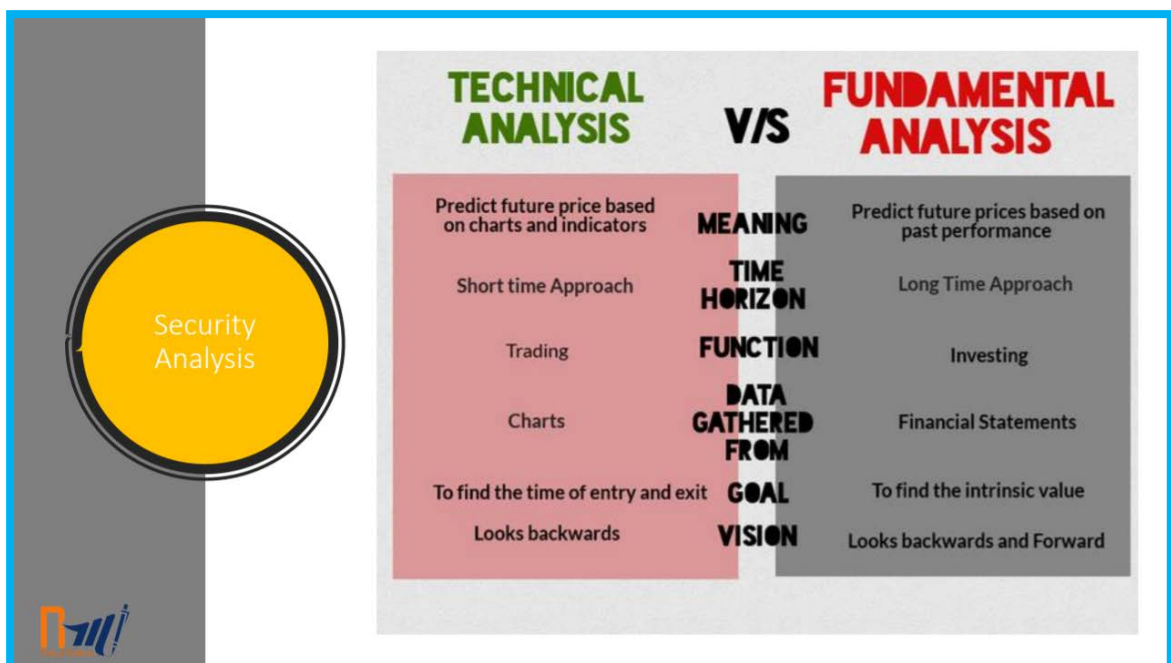 Security
Analysis
TECHNICAL
ANALYSIS
V/S
FUNDAMENTAL
ANALYSIS
Predict future price based
on charts and indicators
MEANING
Predict future prices based on
past performance
Short time Approach
TIME
HORIZON
Long Time Approach
Trading
FUNCTION
Investing
Charts
DATA
GATHERED
FROM
Financial Statements
To find the time of entry and exit
GOAL
To find the intrinsic value
Looks backwards
VISION
Looks backwards and Forward